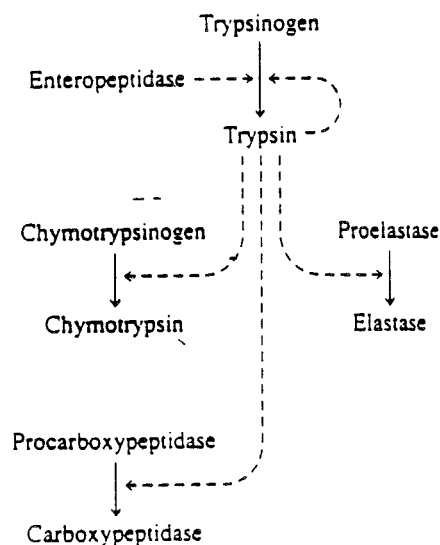 Trypsinogen
Enteropeptidase
Trypsin
Chymotrypsinogen
Proelastase
Chymotrypsin
Elastase
Procarboxypeptidase
Carboxypeptidase